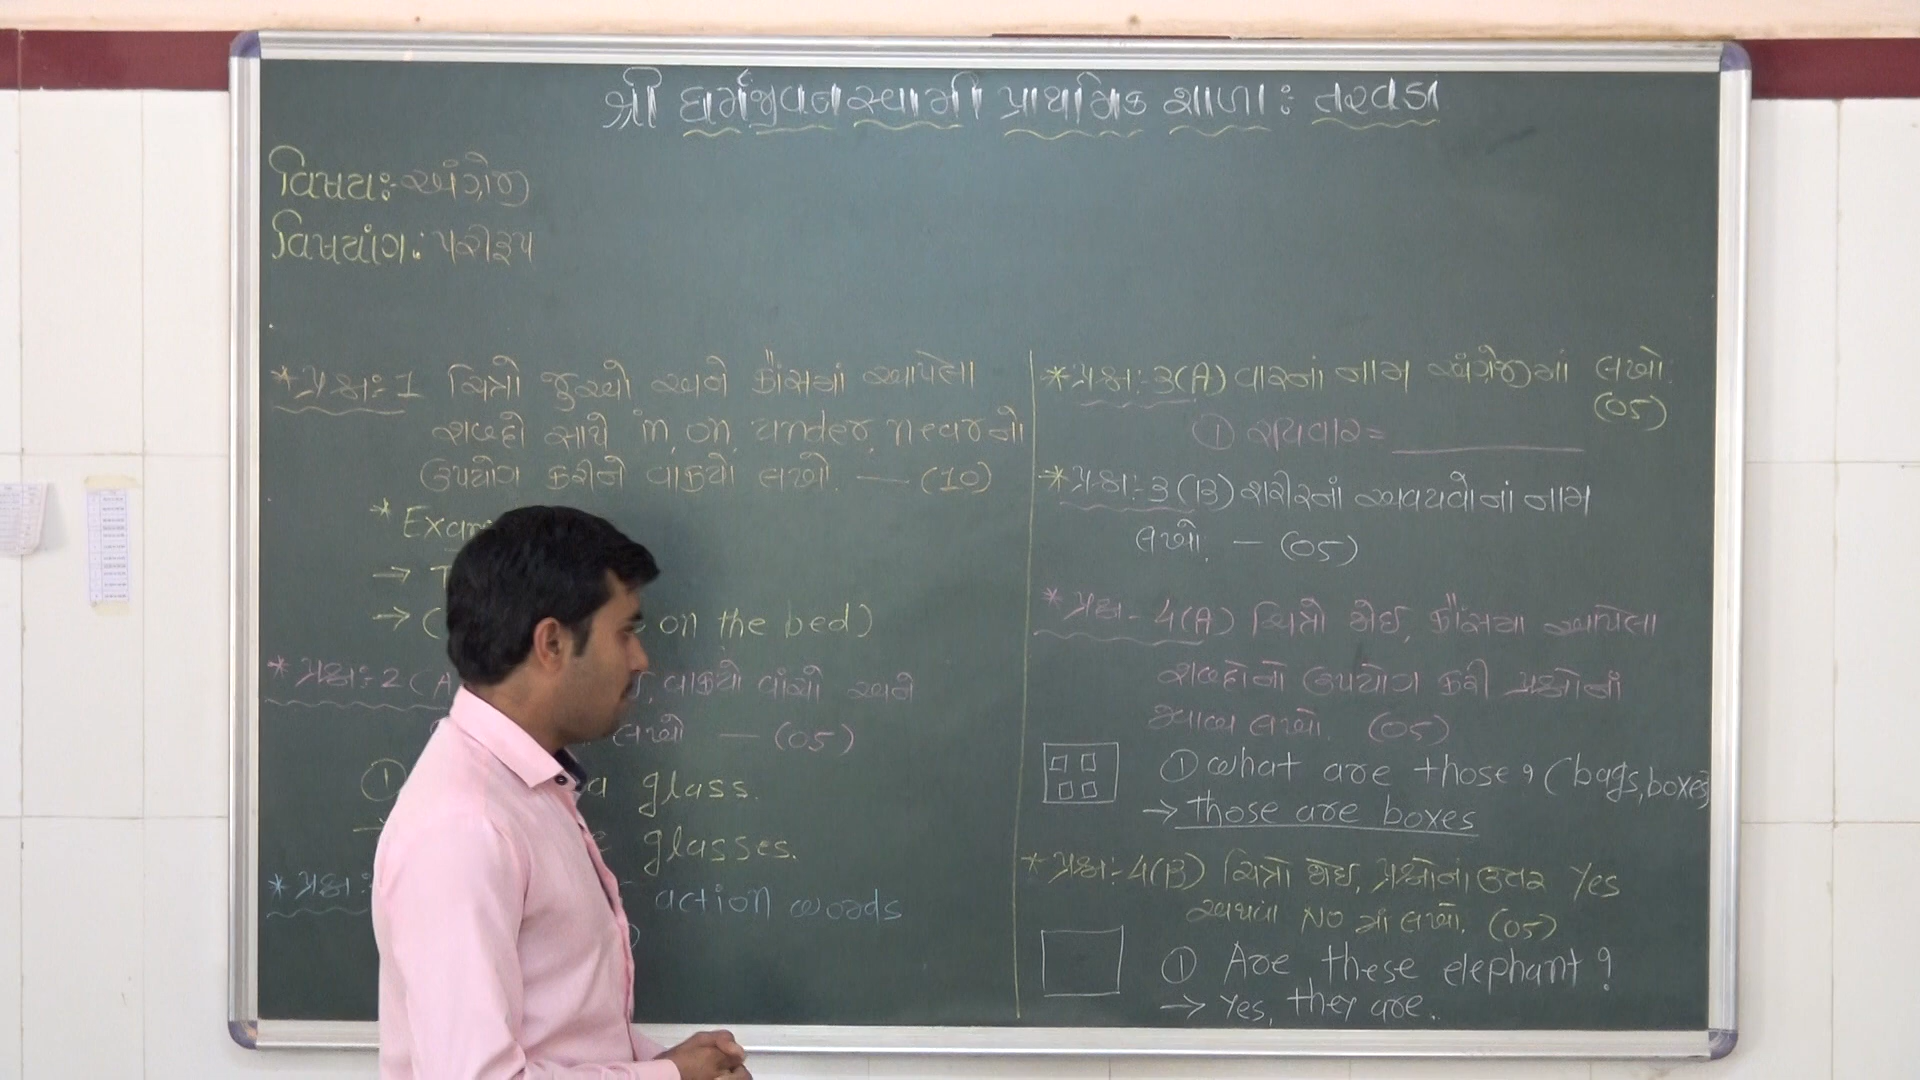 શ્રી ધર્મજીવન સ્વામી પ્રાથમિક શાળા : તરવડા
વિષય:- અંગ્રેજી
વિષયાંગ:- પરીરૂપ
* પ્રશ્ન:- 1 ચિત્રો જુઓ અને કૌંસમાં આપેલા
શબ્દો સાથે in, on, under, near નો
ઉપયોગ કરીને વાક્યો લખો. — (10)
*
→
→ ( on the bed)
* પ્રશ્ન:- 2 (A વાક્યો વાંચો અને
લખો — (05)
① a glass.
→ glasses.
* પ્રશ્ન:- action words
* પ્રશ્ન:- 3(A) વારનાં નામ અંગ્રેજીમાં લખો.
(05)
① રવિવાર = ________
* પ્રશ્ન:- 3(B) શરીરનાં અવયવોનાં નામ
લખો. — (05)
* પ્રશ્ન - 4(A) ચિત્રો જોઈ, કૌંસમા આપેલા
શબ્દોનો ઉપયોગ કરી પ્રશ્નોનાં
જવાબ લખો. (05)
① what are those? (bags, boxes)
→ those are boxes
* પ્રશ્ન:- 4(B) ચિત્રો જોઈ, પ્રશ્નોનાં ઉત્તર Yes
અથવા NO માં લખો. (05)
① Are these elephant?
→ Yes, they are.